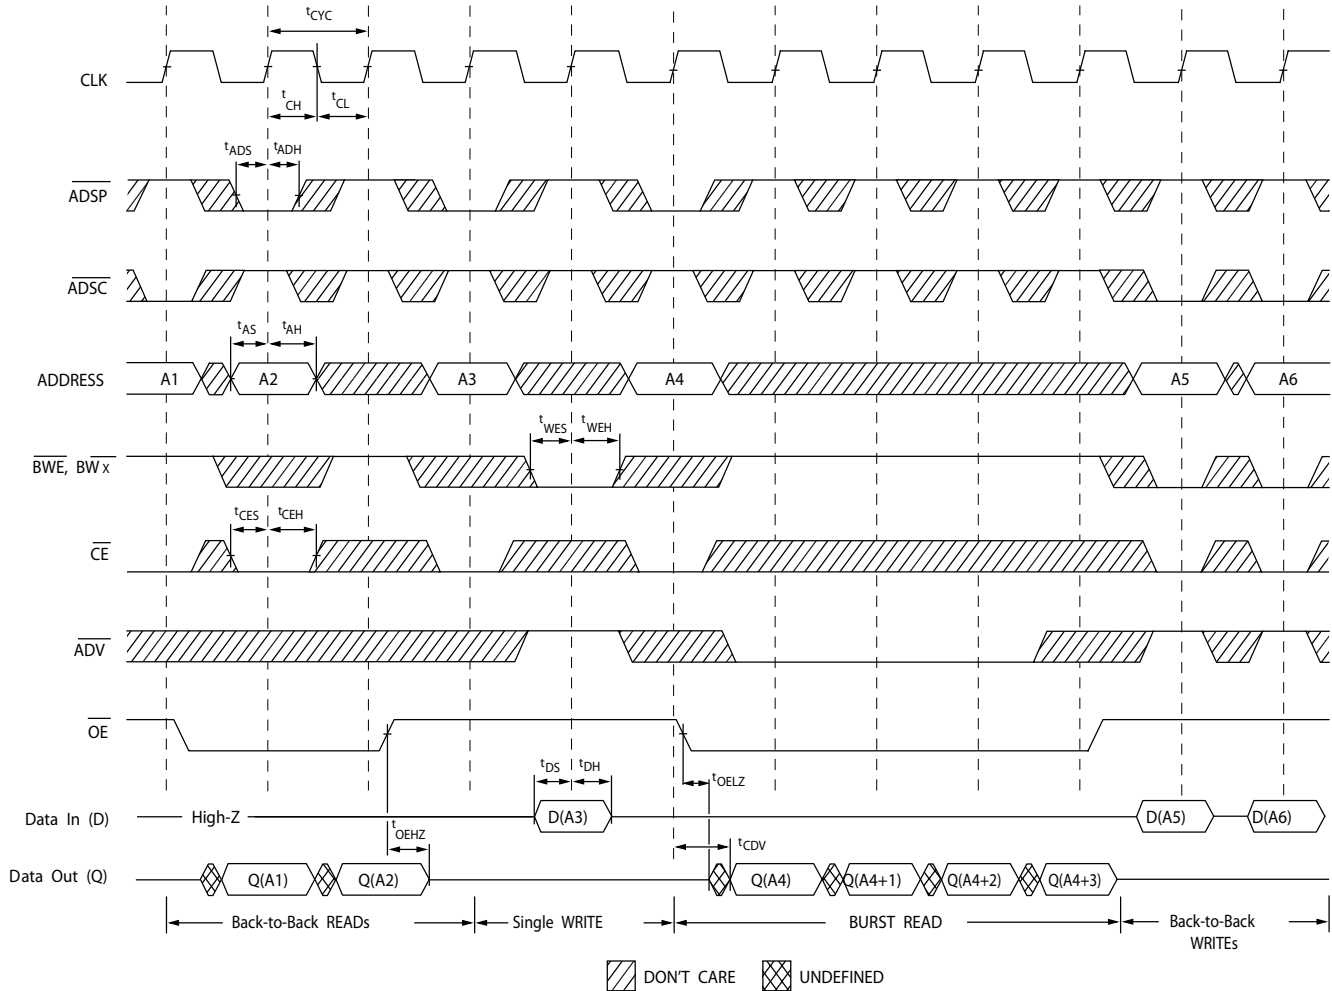 tCYC
CLK
tCH
tCL
tADS
tADH
ADSP
ADSC
tAS
tAH
ADDRESS
A1
A2
A3
A4
A5
A6
tWES
tWEH
BWE, BW x
tCES
tCEH
CE
ADV
OE
tDS
tDH
tOELZ
Data In (D)
High-Z
D(A3)
D(A5)
D(A6)
tOEHZ
tCDV
Data Out (Q)
Q(A1)
Q(A2)
Q(A4)
Q(A4+1)
Q(A4+2)
Q(A4+3)
Back-to-Back READs
Single WRITE
BURST READ
Back-to-Back
WRITEs
DON'T CARE
UNDEFINED